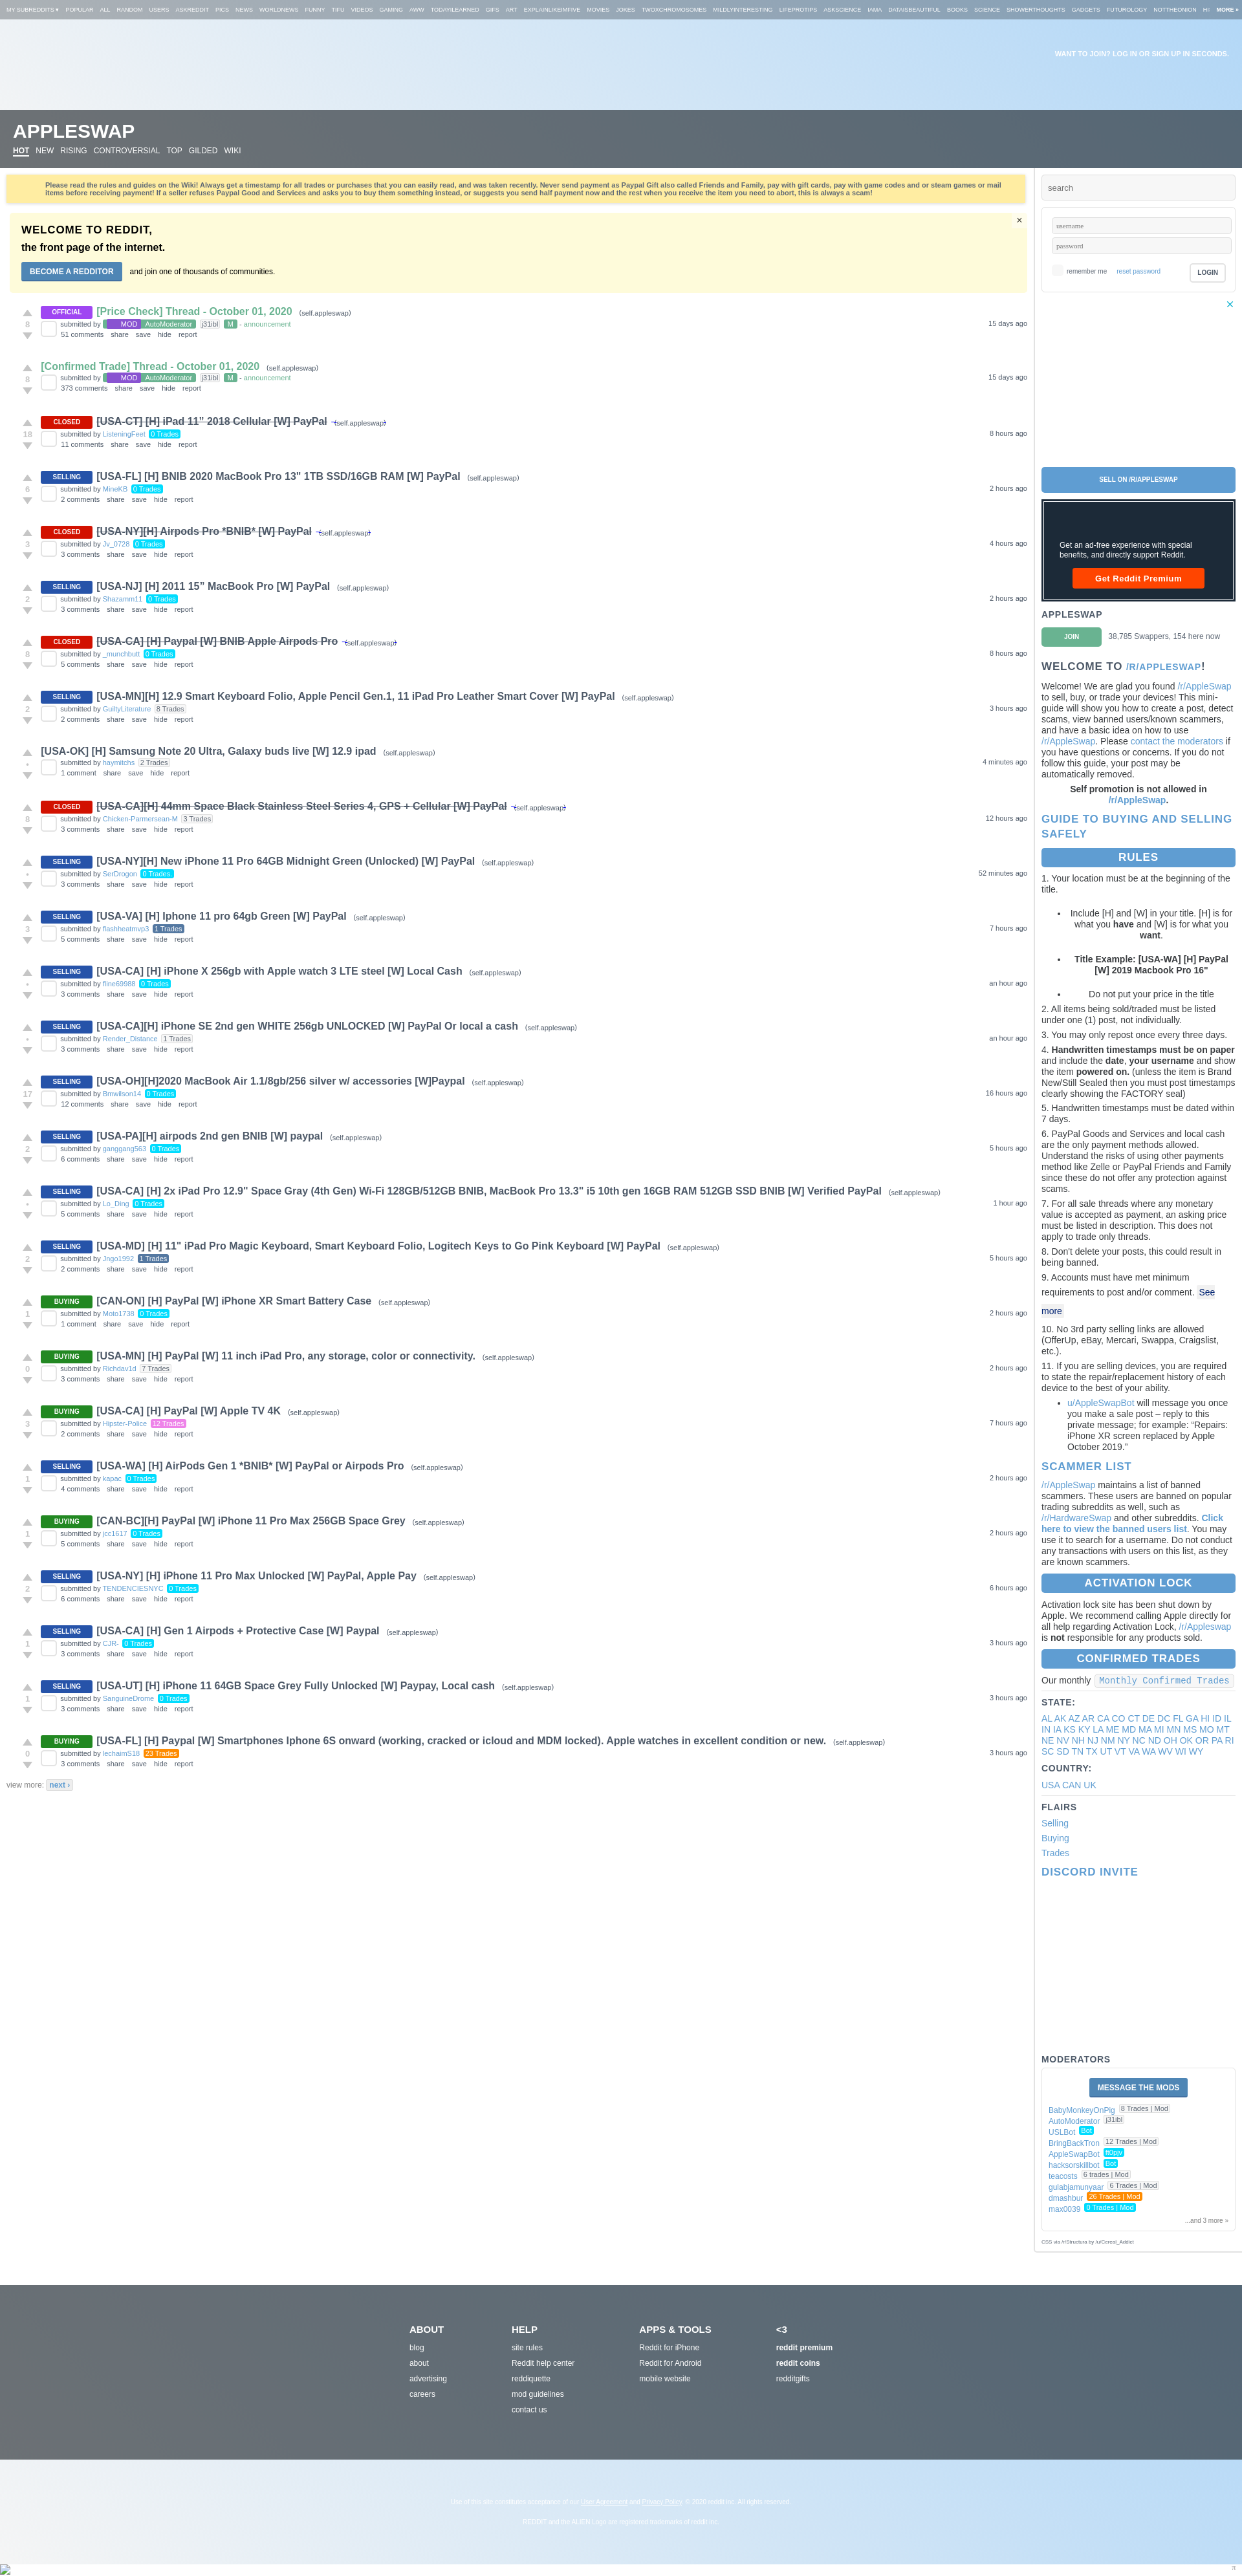 MY SUBREDDITS ▾ POPULAR ALL RANDOM USERS ASKREDDIT PICS NEWS WORLDNEWS FUNNY TIFU VIDEOS GAMING AWW TODAYILEARNED GIFS ART EXPLAINLIKEIMFIVE MOVIES JOKES TWOXCHROMOSOMES MILDLYINTERESTING LIFEPROTIPS ASKSCIENCE IAMA DATAISBEAUTIFUL BOOKS SCIENCE SHOWERTHOUGHTS GADGETS FUTUROLOGY NOTTHEONION HI MORE »
WANT TO JOIN? LOG IN OR SIGN UP IN SECONDS.
APPLESWAP
HOT NEW RISING CONTROVERSIAL TOP GILDED WIKI
Please read the rules and guides on the Wiki! Always get a timestamp for all trades or purchases that you can easily read, and was taken recently. Never send payment as Paypal Gift also called Friends and Family, pay with gift cards, pay with game codes and or steam games or mail
items before receiving payment! If a seller refuses Paypal Good and Services and asks you to buy them something instead, or suggests you send half payment now and the rest when you receive the item you need to abort, this is always a scam!
WELCOME TO REDDIT,
the front page of the internet.
BECOME A REDDITOR and join one of thousands of communities.
×
OFFICIAL [Price Check] Thread - October 01, 2020 (self.appleswap)
8 submitted by MOD AutoModerator j31ibl M - announcement 15 days ago
51 comments share save hide report
[Confirmed Trade] Thread - October 01, 2020 (self.appleswap)
8 submitted by MOD AutoModerator j31ibl M - announcement 15 days ago
373 comments share save hide report
CLOSED [USA-CT] [H] iPad 11” 2018 Cellular [W] PayPal (self.appleswap)
18 submitted by ListeningFeet 0 Trades 8 hours ago
11 comments share save hide report
SELLING [USA-FL] [H] BNIB 2020 MacBook Pro 13" 1TB SSD/16GB RAM [W] PayPal (self.appleswap)
6 submitted by MineKB 0 Trades 2 hours ago
2 comments share save hide report
CLOSED [USA-NY][H] Airpods Pro *BNIB* [W] PayPal (self.appleswap)
3 submitted by Jv_0728 0 Trades 4 hours ago
3 comments share save hide report
SELLING [USA-NJ] [H] 2011 15” MacBook Pro [W] PayPal (self.appleswap)
2 submitted by Shazamm11 0 Trades 2 hours ago
3 comments share save hide report
CLOSED [USA-CA] [H] Paypal [W] BNIB Apple Airpods Pro (self.appleswap)
8 submitted by _munchbutt 0 Trades 8 hours ago
5 comments share save hide report
SELLING [USA-MN][H] 12.9 Smart Keyboard Folio, Apple Pencil Gen.1, 11 iPad Pro Leather Smart Cover [W] PayPal (self.appleswap)
2 submitted by GuiltyLiterature 8 Trades 3 hours ago
2 comments share save hide report
[USA-OK] [H] Samsung Note 20 Ultra, Galaxy buds live [W] 12.9 ipad (self.appleswap)
• submitted by haymitchs 2 Trades 4 minutes ago
1 comment share save hide report
CLOSED [USA-CA][H] 44mm Space Black Stainless Steel Series 4, GPS + Cellular [W] PayPal (self.appleswap)
8 submitted by Chicken-Parmersean-M 3 Trades 12 hours ago
3 comments share save hide report
SELLING [USA-NY][H] New iPhone 11 Pro 64GB Midnight Green (Unlocked) [W] PayPal (self.appleswap)
• submitted by SerDrogon 0 Trades 52 minutes ago
3 comments share save hide report
SELLING [USA-VA] [H] Iphone 11 pro 64gb Green [W] PayPal (self.appleswap)
3 submitted by flashheatmvp3 1 Trades 7 hours ago
5 comments share save hide report
SELLING [USA-CA] [H] iPhone X 256gb with Apple watch 3 LTE steel [W] Local Cash (self.appleswap)
• submitted by fline69988 0 Trades an hour ago
3 comments share save hide report
SELLING [USA-CA][H] iPhone SE 2nd gen WHITE 256gb UNLOCKED [W] PayPal Or local a cash (self.appleswap)
• submitted by Render_Distance 1 Trades an hour ago
3 comments share save hide report
SELLING [USA-OH][H]2020 MacBook Air 1.1/8gb/256 silver w/ accessories [W]Paypal (self.appleswap)
17 submitted by Bmwilson14 0 Trades 16 hours ago
12 comments share save hide report
SELLING [USA-PA][H] airpods 2nd gen BNIB [W] paypal (self.appleswap)
2 submitted by ganggang563 0 Trades 5 hours ago
6 comments share save hide report
SELLING [USA-CA] [H] 2x iPad Pro 12.9" Space Gray (4th Gen) Wi-Fi 128GB/512GB BNIB, MacBook Pro 13.3" i5 10th gen 16GB RAM 512GB SSD BNIB [W] Verified PayPal (self.appleswap)
• submitted by Lo_Ding 0 Trades 1 hour ago
5 comments share save hide report
SELLING [USA-MD] [H] 11" iPad Pro Magic Keyboard, Smart Keyboard Folio, Logitech Keys to Go Pink Keyboard [W] PayPal (self.appleswap)
2 submitted by Jngo1992 1 Trades 5 hours ago
2 comments share save hide report
BUYING [CAN-ON] [H] PayPal [W] iPhone XR Smart Battery Case (self.appleswap)
1 submitted by Moto1738 0 Trades 2 hours ago
1 comment share save hide report
BUYING [USA-MN] [H] PayPal [W] 11 inch iPad Pro, any storage, color or connectivity. (self.appleswap)
0 submitted by Richdav1d 7 Trades 2 hours ago
3 comments share save hide report
BUYING [USA-CA] [H] PayPal [W] Apple TV 4K (self.appleswap)
3 submitted by Hipster-Police 12 Trades 7 hours ago
2 comments share save hide report
SELLING [USA-WA] [H] AirPods Gen 1 *BNIB* [W] PayPal or Airpods Pro (self.appleswap)
1 submitted by kapac 0 Trades 2 hours ago
4 comments share save hide report
BUYING [CAN-BC][H] PayPal [W] iPhone 11 Pro Max 256GB Space Grey (self.appleswap)
1 submitted by jcc1617 0 Trades 2 hours ago
5 comments share save hide report
SELLING [USA-NY] [H] iPhone 11 Pro Max Unlocked [W] PayPal, Apple Pay (self.appleswap)
2 submitted by TENDENCIESNYC 0 Trades 6 hours ago
6 comments share save hide report
SELLING [USA-CA] [H] Gen 1 Airpods + Protective Case [W] Paypal (self.appleswap)
1 submitted by CJR- 0 Trades 3 hours ago
3 comments share save hide report
SELLING [USA-UT] [H] iPhone 11 64GB Space Grey Fully Unlocked [W] Paypay, Local cash (self.appleswap)
1 submitted by SanguineDrome 0 Trades 3 hours ago
3 comments share save hide report
BUYING [USA-FL] [H] Paypal [W] Smartphones Iphone 6S onward (working, cracked or icloud and MDM locked). Apple watches in excellent condition or new. (self.appleswap)
0 submitted by lechaimS18 23 Trades 3 hours ago
3 comments share save hide report
view more: next ›
search
username
password
remember me reset password LOGIN
SELL ON /R/APPLESWAP
Get an ad-free experience with special
benefits, and directly support Reddit.
Get Reddit Premium
APPLESWAP
JOIN 38,785 Swappers, 154 here now
WELCOME TO /R/APPLESWAP!
Welcome! We are glad you found /r/AppleSwap
to sell, buy, or trade your devices! This mini-
guide will show you how to create a post, detect
scams, view banned users/known scammers,
and have a basic idea on how to use
/r/AppleSwap. Please contact the moderators if
you have questions or concerns. If you do not
follow this guide, your post may be
automatically removed.
Self promotion is not allowed in
/r/AppleSwap.
GUIDE TO BUYING AND SELLING
SAFELY
RULES
1. Your location must be at the beginning of the
title.
• Include [H] and [W] in your title. [H] is for
what you have and [W] is for what you
want.
• Title Example: [USA-WA] [H] PayPal
[W] 2019 Macbook Pro 16"
• Do not put your price in the title
2. All items being sold/traded must be listed
under one (1) post, not individually.
3. You may only repost once every three days.
4. Handwritten timestamps must be on paper
and include the date, your username and show
the item powered on. (unless the item is Brand
New/Still Sealed then you must post timestamps
clearly showing the FACTORY seal)
5. Handwritten timestamps must be dated within
7 days.
6. PayPal Goods and Services and local cash
are the only payment methods allowed.
Understand the risks of using other payments
method like Zelle or PayPal Friends and Family
since these do not offer any protection against
scams.
7. For all sale threads where any monetary
value is accepted as payment, an asking price
must be listed in description. This does not
apply to trade only threads.
8. Don't delete your posts, this could result in
being banned.
9. Accounts must have met minimum
requirements to post and/or comment. See
more
10. No 3rd party selling links are allowed
(OfferUp, eBay, Mercari, Swappa, Craigslist,
etc.).
11. If you are selling devices, you are required
to state the repair/replacement history of each
device to the best of your ability.
• u/AppleSwapBot will message you once
you make a sale post – reply to this
private message; for example: “Repairs:
iPhone XR screen replaced by Apple
October 2019.”
SCAMMER LIST
/r/AppleSwap maintains a list of banned
scammers. These users are banned on popular
trading subreddits as well, such as
/r/HardwareSwap and other subreddits. Click
here to view the banned users list. You may
use it to search for a username. Do not conduct
any transactions with users on this list, as they
are known scammers.
ACTIVATION LOCK
Activation lock site has been shut down by
Apple. We recommend calling Apple directly for
all help regarding Activation Lock, /r/Appleswap
is not responsible for any products sold.
CONFIRMED TRADES
Our monthly Monthly Confirmed Trades
STATE:
AL AK AZ AR CA CO CT DE DC FL GA HI ID IL
IN IA KS KY LA ME MD MA MI MN MS MO MT
NE NV NH NJ NM NY NC ND OH OK OR PA RI
SC SD TN TX UT VT VA WA WV WI WY
COUNTRY:
USA CAN UK
FLAIRS
Selling
Buying
Trades
DISCORD INVITE
MODERATORS
MESSAGE THE MODS
BabyMonkeyOnPig 8 Trades | Mod
AutoModerator j31ibl
USLBot Bot
BringBackTron 12 Trades | Mod
AppleSwapBot ft0pjv
hacksorskillbot Bot
teacosts 6 trades | Mod
gulabjamunyaar 6 Trades | Mod
dmashbur 26 Trades | Mod
max0039 0 Trades | Mod
...and 3 more »
CSS via /r/Structura by /u/Cereal_Addict
ABOUT
blog
about
advertising
careers
HELP
site rules
Reddit help center
reddiquette
mod guidelines
contact us
APPS & TOOLS
Reddit for iPhone
Reddit for Android
mobile website
<3
reddit premium
reddit coins
redditgifts
Use of this site constitutes acceptance of our User Agreement and Privacy Policy. © 2020 reddit inc. All rights reserved.
REDDIT and the ALIEN Logo are registered trademarks of reddit inc.
π